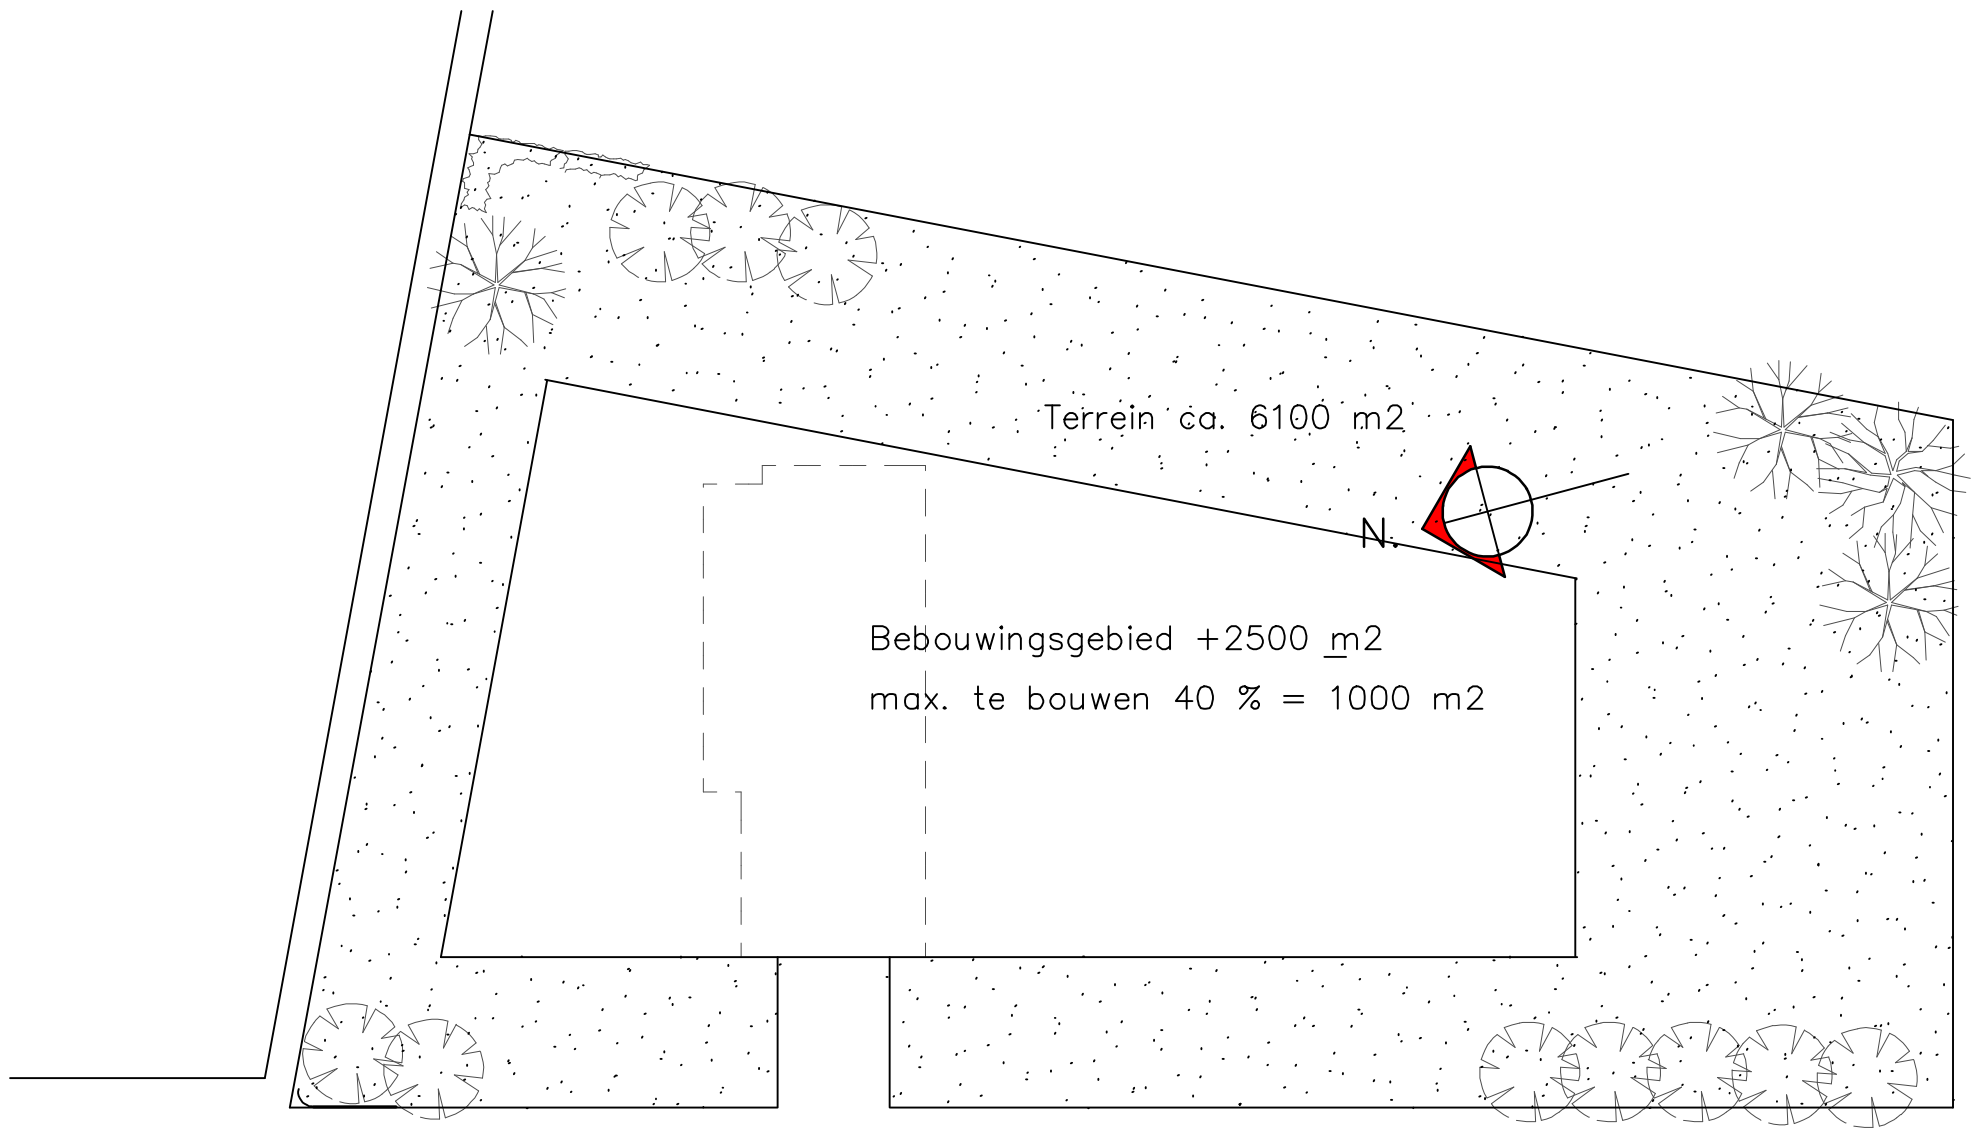 Terrein ca. 6100 m2
N.
Bebouwingsgebied +2500 m2
max. te bouwen 40 % = 1000 m2